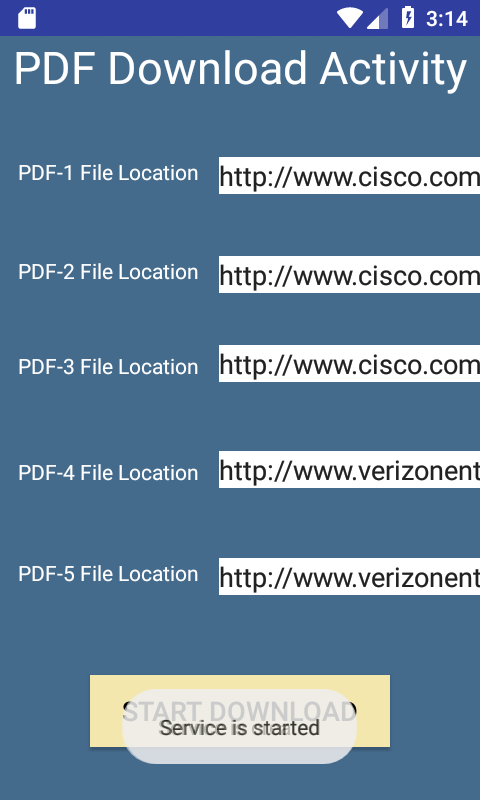 3:14
PDF Download Activity
PDF-1 File Location http://www.cisco.com
PDF-2 File Location http://www.cisco.com
PDF-3 File Location http://www.cisco.com
PDF-4 File Location http://www.verizonent
PDF-5 File Location http://www.verizonent
START DOWNLOAD
Service is started